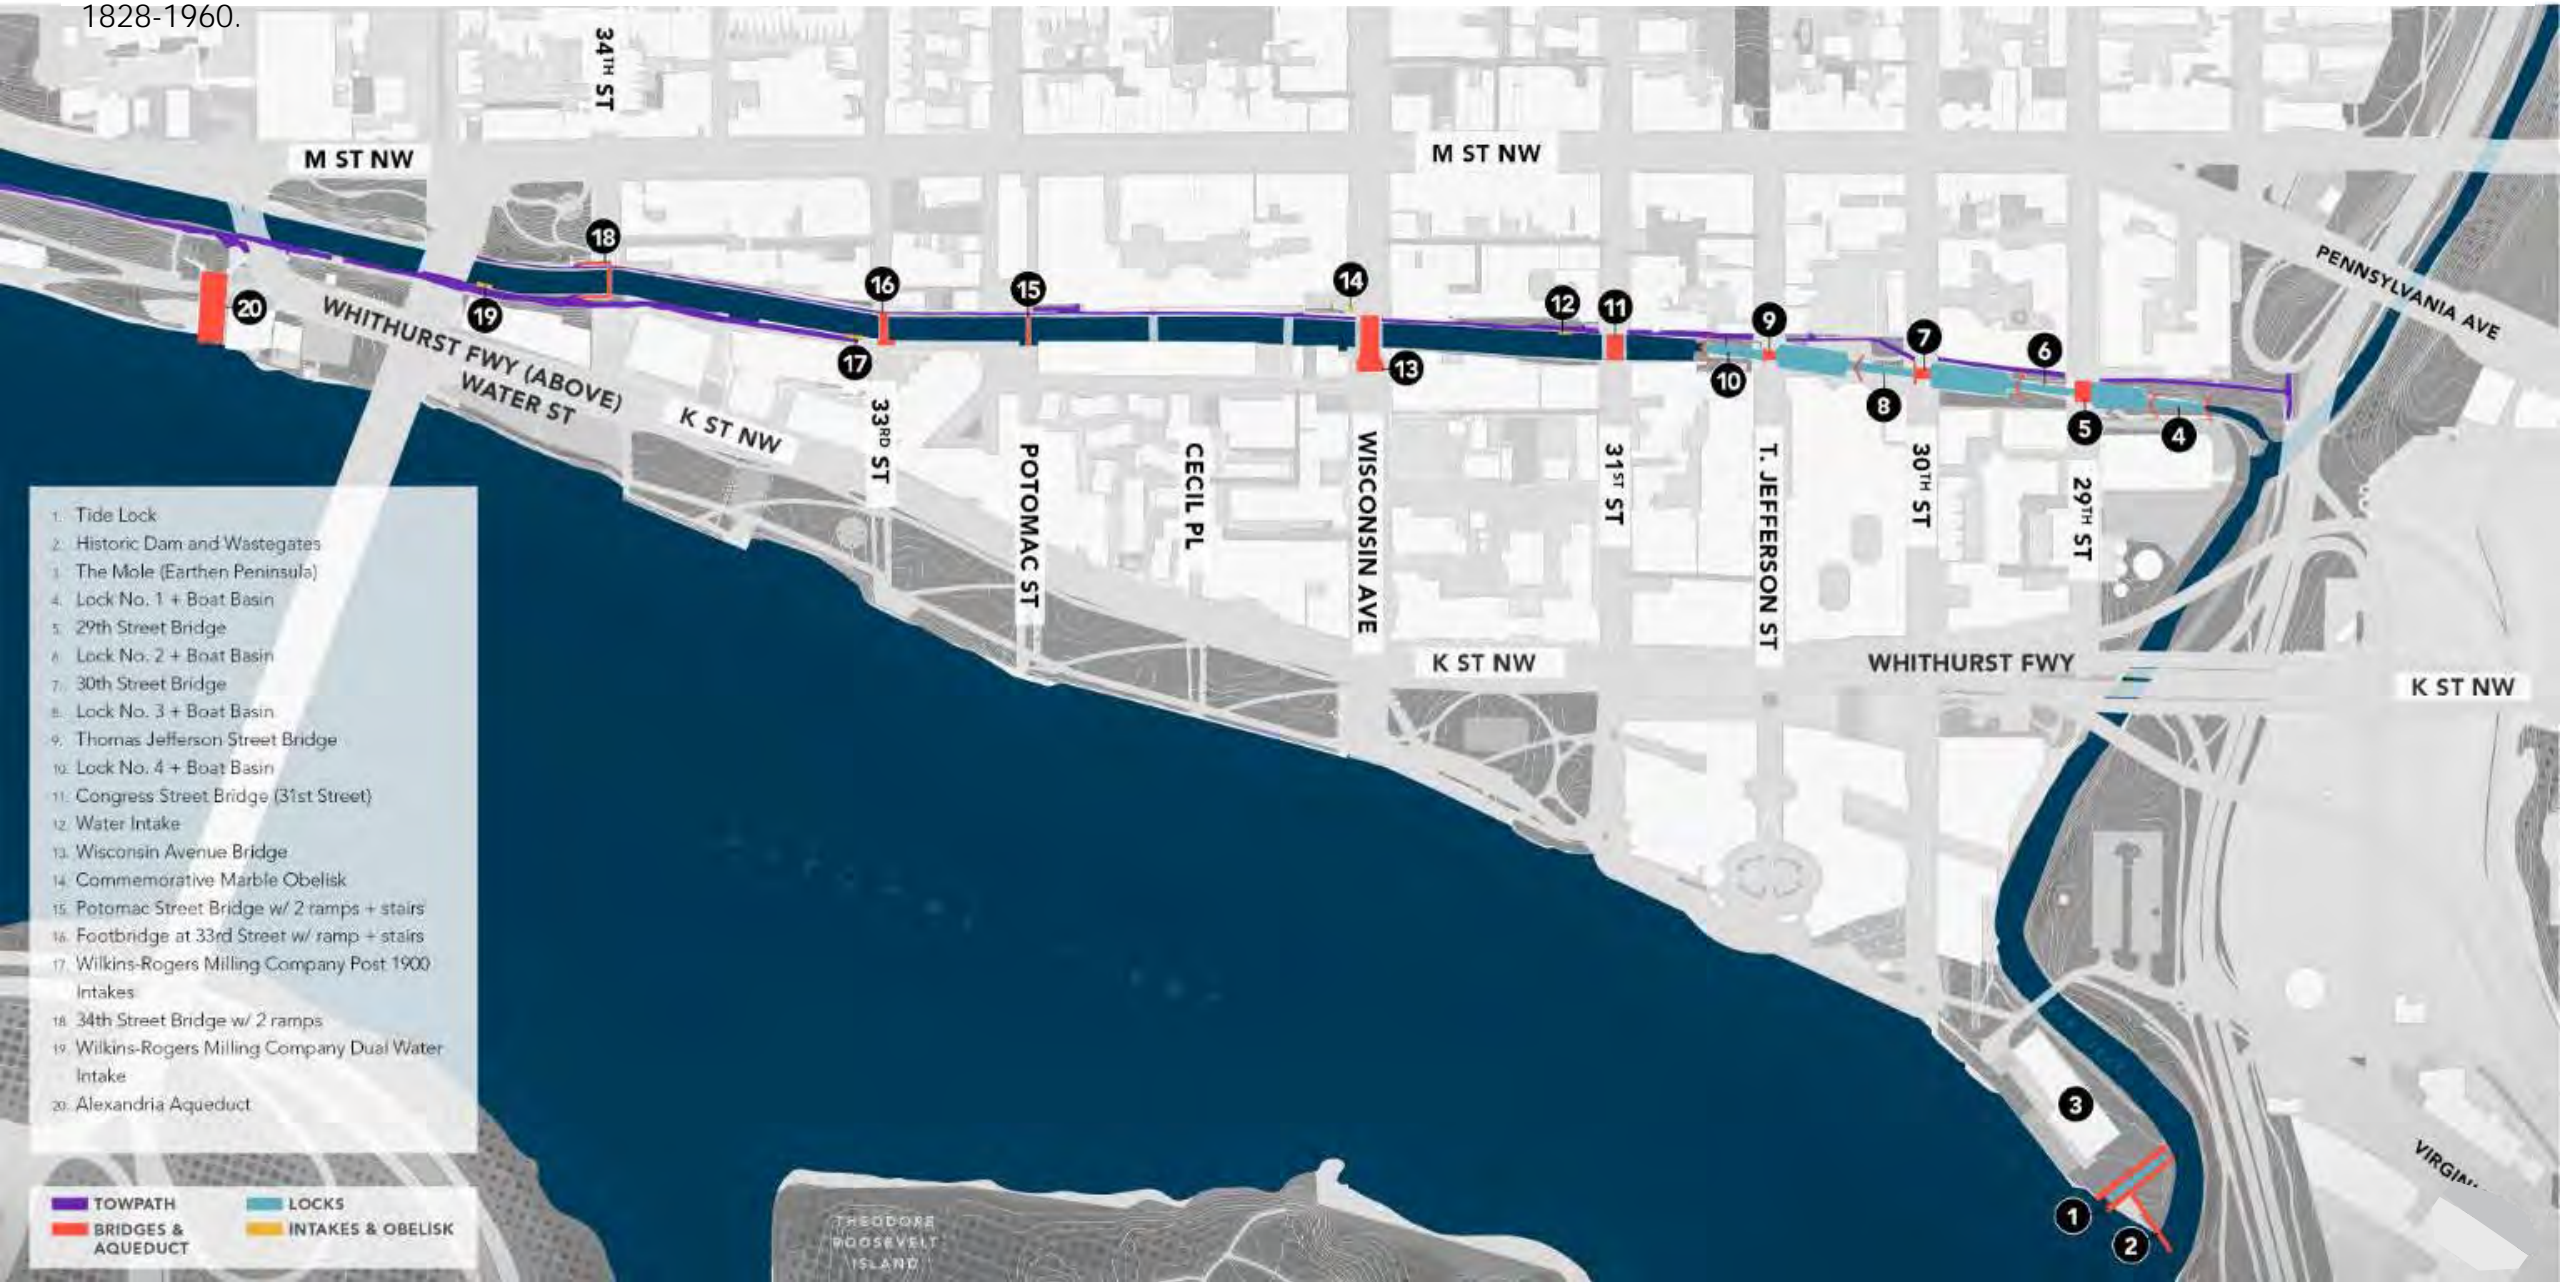 1828-1960.
34TH ST
M ST NW
M ST NW
PENNSYLVANIA AVE
18
16
15
14
12
11
9
7
6
20
19
17
13
10
8
5
4
WHITHURST FWY (ABOVE)
WATER ST
K ST NW
33RD ST
POTOMAC ST
CECIL PL
WISCONSIN AVE
31ST ST
T. JEFFERSON ST
30TH ST
29TH ST
K ST NW
WHITHURST FWY
K ST NW
1. Tide Lock
2. Historic Dam and Wastegates
3. The Mole (Earthen Peninsula)
4. Lock No. 1 + Boat Basin
5. 29th Street Bridge
6. Lock No. 2 + Boat Basin
7. 30th Street Bridge
8. Lock No. 3 + Boat Basin
9. Thomas Jefferson Street Bridge
10. Lock No. 4 + Boat Basin
11. Congress Street Bridge (31st Street)
12. Water Intake
13. Wisconsin Avenue Bridge
14. Commemorative Marble Obelisk
15. Potomac Street Bridge w/ 2 ramps + stairs
16. Footbridge at 33rd Street w/ ramp + stairs
17. Wilkins-Rogers Milling Company Post 1900
Intakes
18. 34th Street Bridge w/ 2 ramps
19. Wilkins-Rogers Milling Company Dual Water
Intake
20. Alexandria Aqueduct
TOWPATH
BRIDGES &
AQUEDUCT
LOCKS
INTAKES & OBELISK
THEODORE
ROOSEVELT
ISLAND
3
1
2